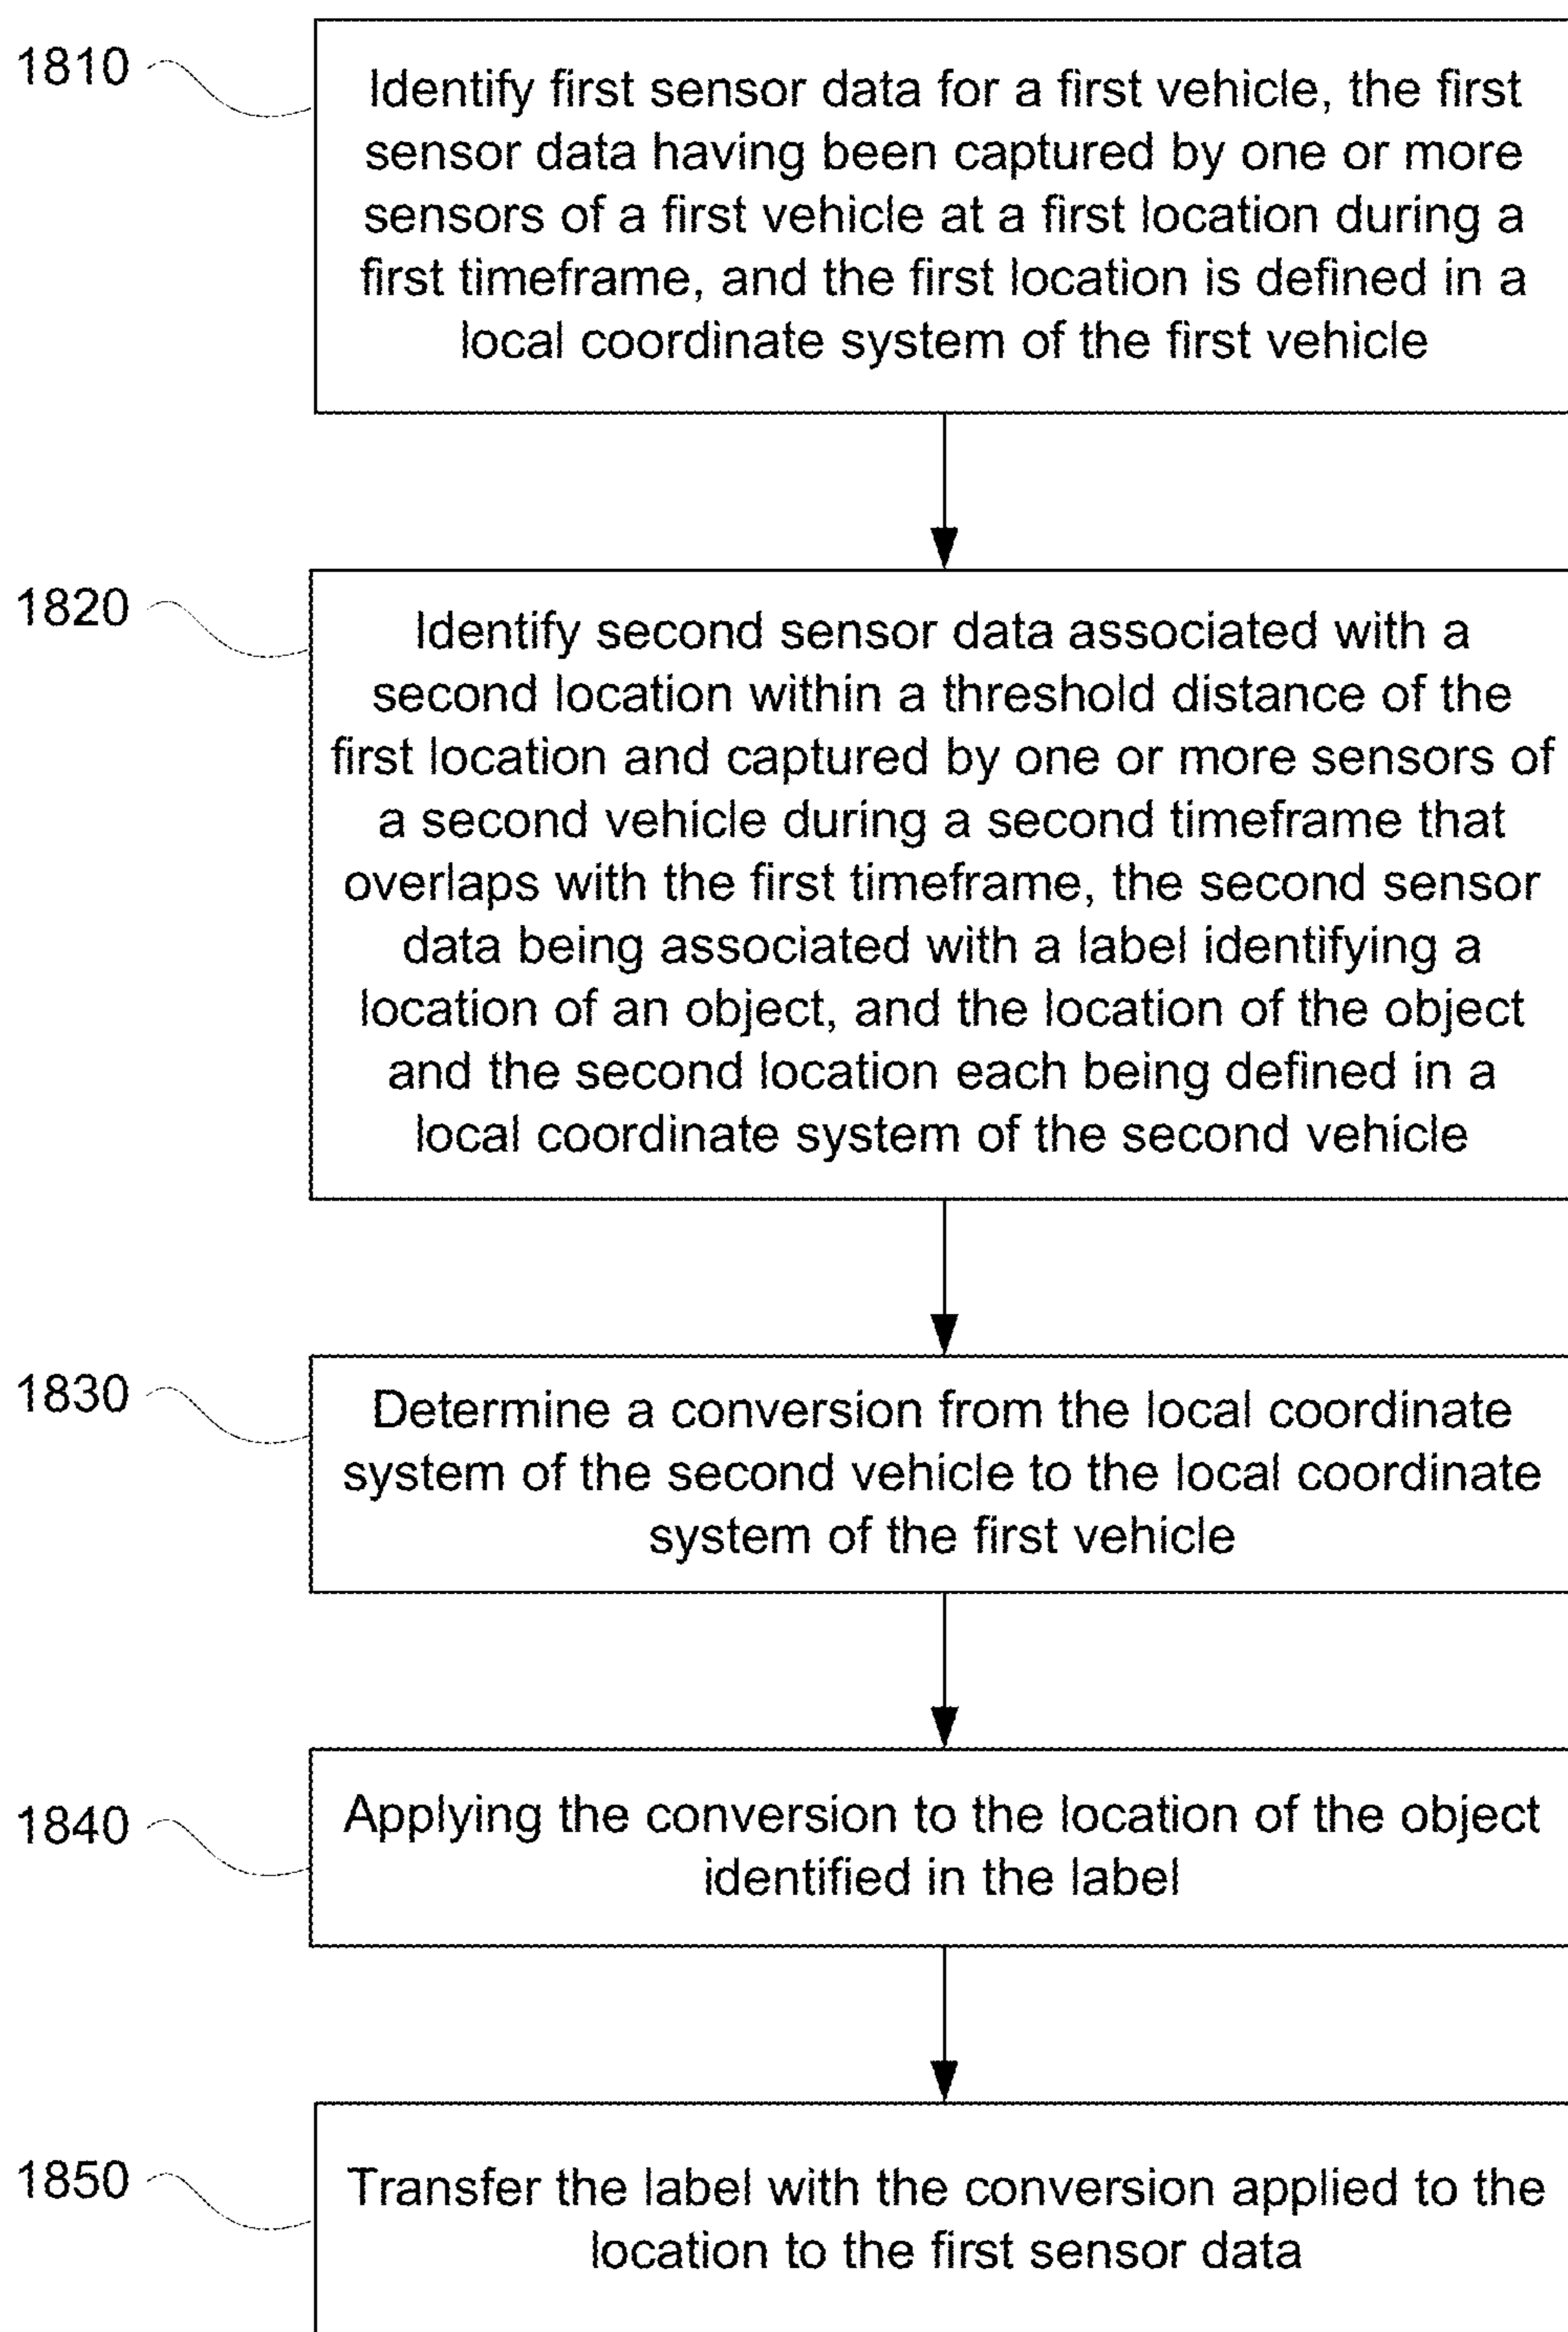 1810
Identify first sensor data for a first vehicle, the first
sensor data having been captured by one or more
sensors of a first vehicle at a first location during a
first timeframe, and the first location is defined in a
local coordinate system of the first vehicle
1820
Identify second sensor data associated with a
second location within a threshold distance of the
first location and captured by one or more sensors of
a second vehicle during a second timeframe that
overlaps with the first timeframe, the second sensor
data being associated with a label identifying a
location of an object, and the location of the object
and the second location each being defined in a
local coordinate system of the second vehicle
1830
Determine a conversion from the local coordinate
system of the second vehicle to the local coordinate
system of the first vehicle
1840
Applying the conversion to the location of the object
identified in the label
1850
Transfer the label with the conversion applied to the
location to the first sensor data